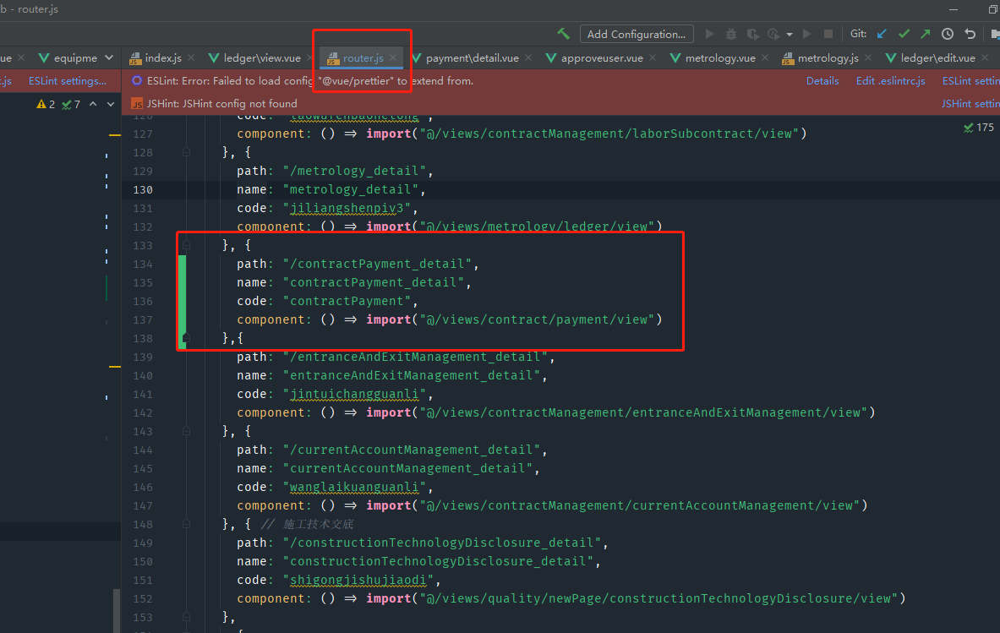 b - router.js
Add Configuration...
Git:
ue
equipme
index.js
ledger\view.vue
router.js
payment\detail.vue
approveuser.vue
metrology.vue
metrology.js
ledger\edit.vue
:.js
ESLint settings...
ESLint: Error: Failed to load config "@vue/prettier" to extend from.
Details
Edit .eslintrc.js
ESLint settin
JSHint: JSHint config not found
JSHint settin
2 7
175
126 code: "laowufenbaohetong",
127 component: () => import("@/views/contractManagement/laborSubcontract/view")
128 }, {
129 path: "/metrology_detail",
130 name: "metrology_detail",
131 code: "jiliangshenpiv3",
132 component: () => import("@/views/metrology/ledger/view")
133 }, {
134 path: "/contractPayment_detail",
135 name: "contractPayment_detail",
136 code: "contractPayment",
137 component: () => import("@/views/contract/payment/view")
138 },{
139 path: "/entranceAndExitManagement_detail",
140 name: "entranceAndExitManagement_detail",
141 code: "jintuichangguanli",
142 component: () => import("@/views/contractManagement/entranceAndExitManagement/view")
143 }, {
144 path: "/currentAccountManagement_detail",
145 name: "currentAccountManagement_detail",
146 code: "wanglaikuanguanli",
147 component: () => import("@/views/contractManagement/currentAccountManagement/view")
148 }, { // 施工技术文底
149 path: "/constructionTechnologyDisclosure_detail",
150 name: "constructionTechnologyDisclosure_detail",
151 code: "shigongjishujiaodi",
152 component: () => import("@/views/quality/newPage/constructionTechnologyDisclosure/view")
153 },